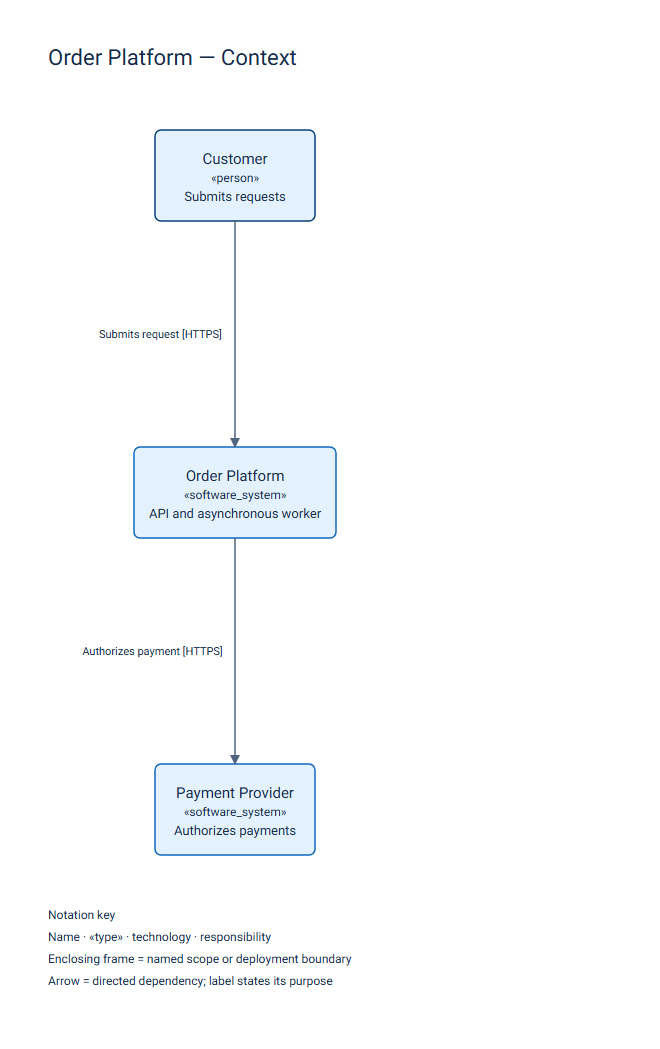 Order Platform — Context
Customer
«person»
Submits requests
Submits request [HTTPS]
Order Platform
«software_system»
API and asynchronous worker
Authorizes payment [HTTPS]
Payment Provider
«software_system»
Authorizes payments
Notation key
Name · «type» · technology · responsibility
Enclosing frame = named scope or deployment boundary
Arrow = directed dependency; label states its purpose